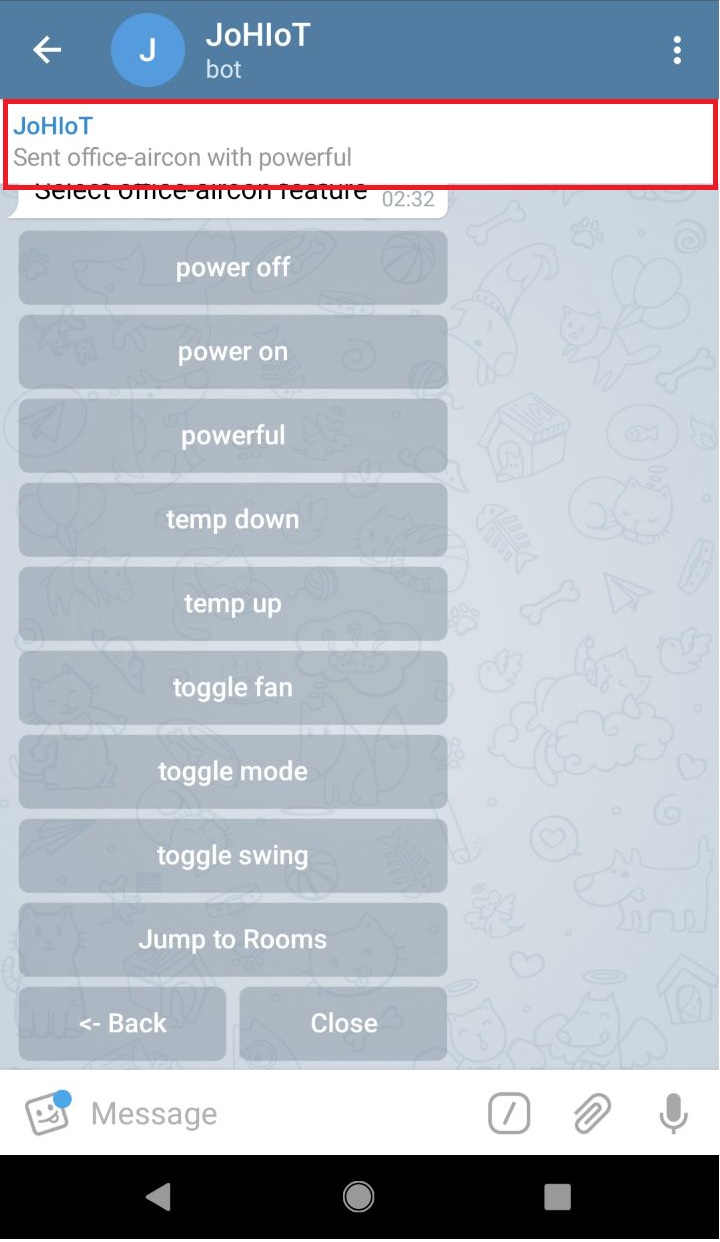 J
JoHIoT
bot
JoHIoT
Sent office-aircon with powerful
Select office-aircon feature 02:32
power off
power on
powerful
temp down
temp up
toggle fan
toggle mode
toggle swing
Jump to Rooms
<- Back
Close
Message